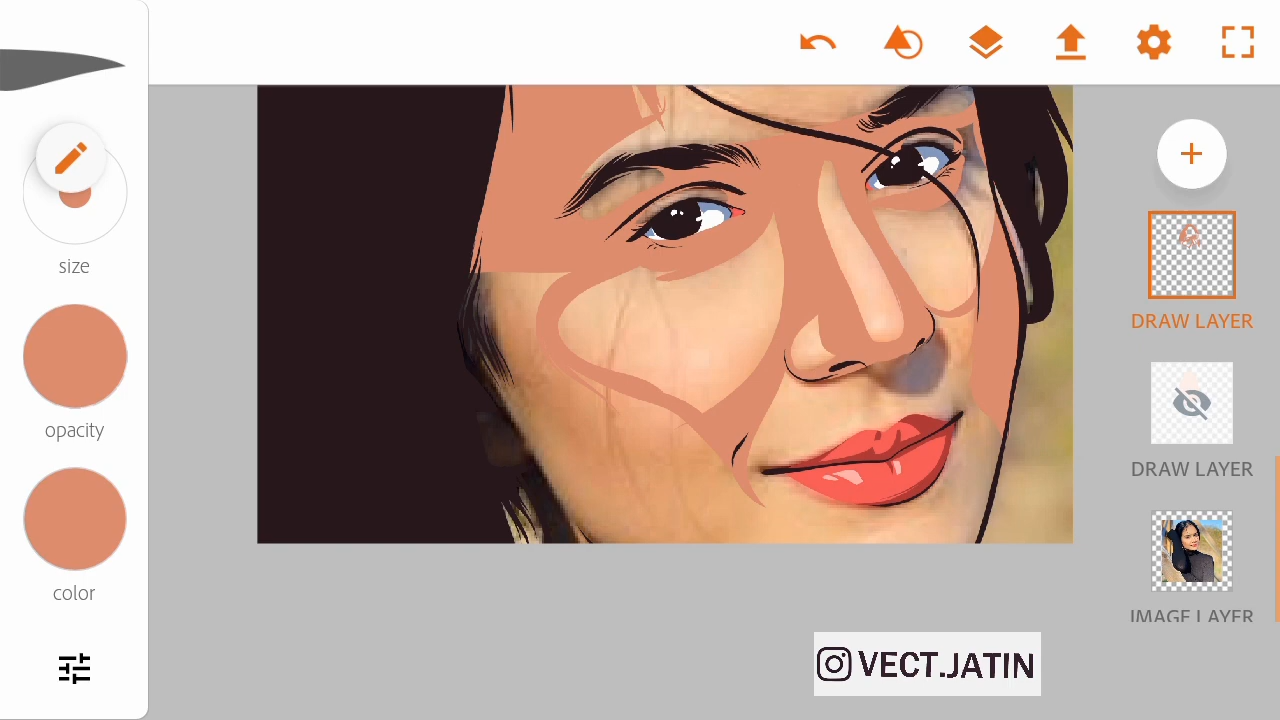 size
opacity
color
DRAW LAYER
DRAW LAYER
IMAGE LAYER
VECT.JATIN